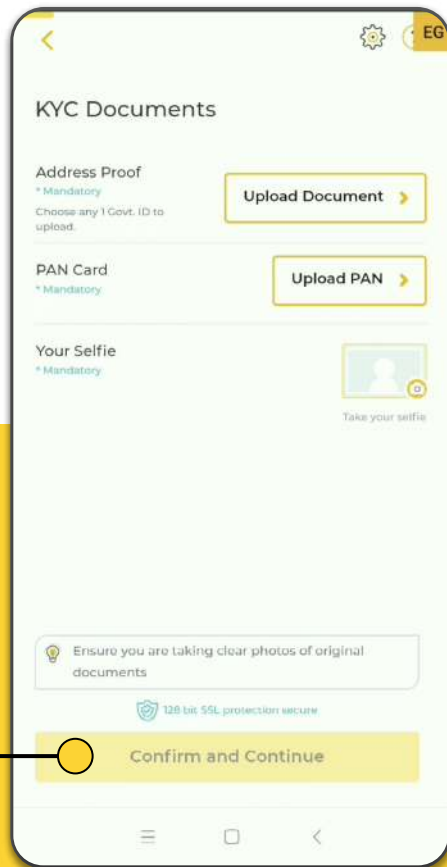 EG
KYC Documents
Address Proof
* Mandatory
Choose any 1 Govt. ID to
upload.
Upload Document
PAN Card
* Mandatory
Upload PAN
Your Selfie
* Mandatory
Take your selfie
Ensure you are taking clear photos of original
documents
128 bit SSL protection secure
Confirm and Continue